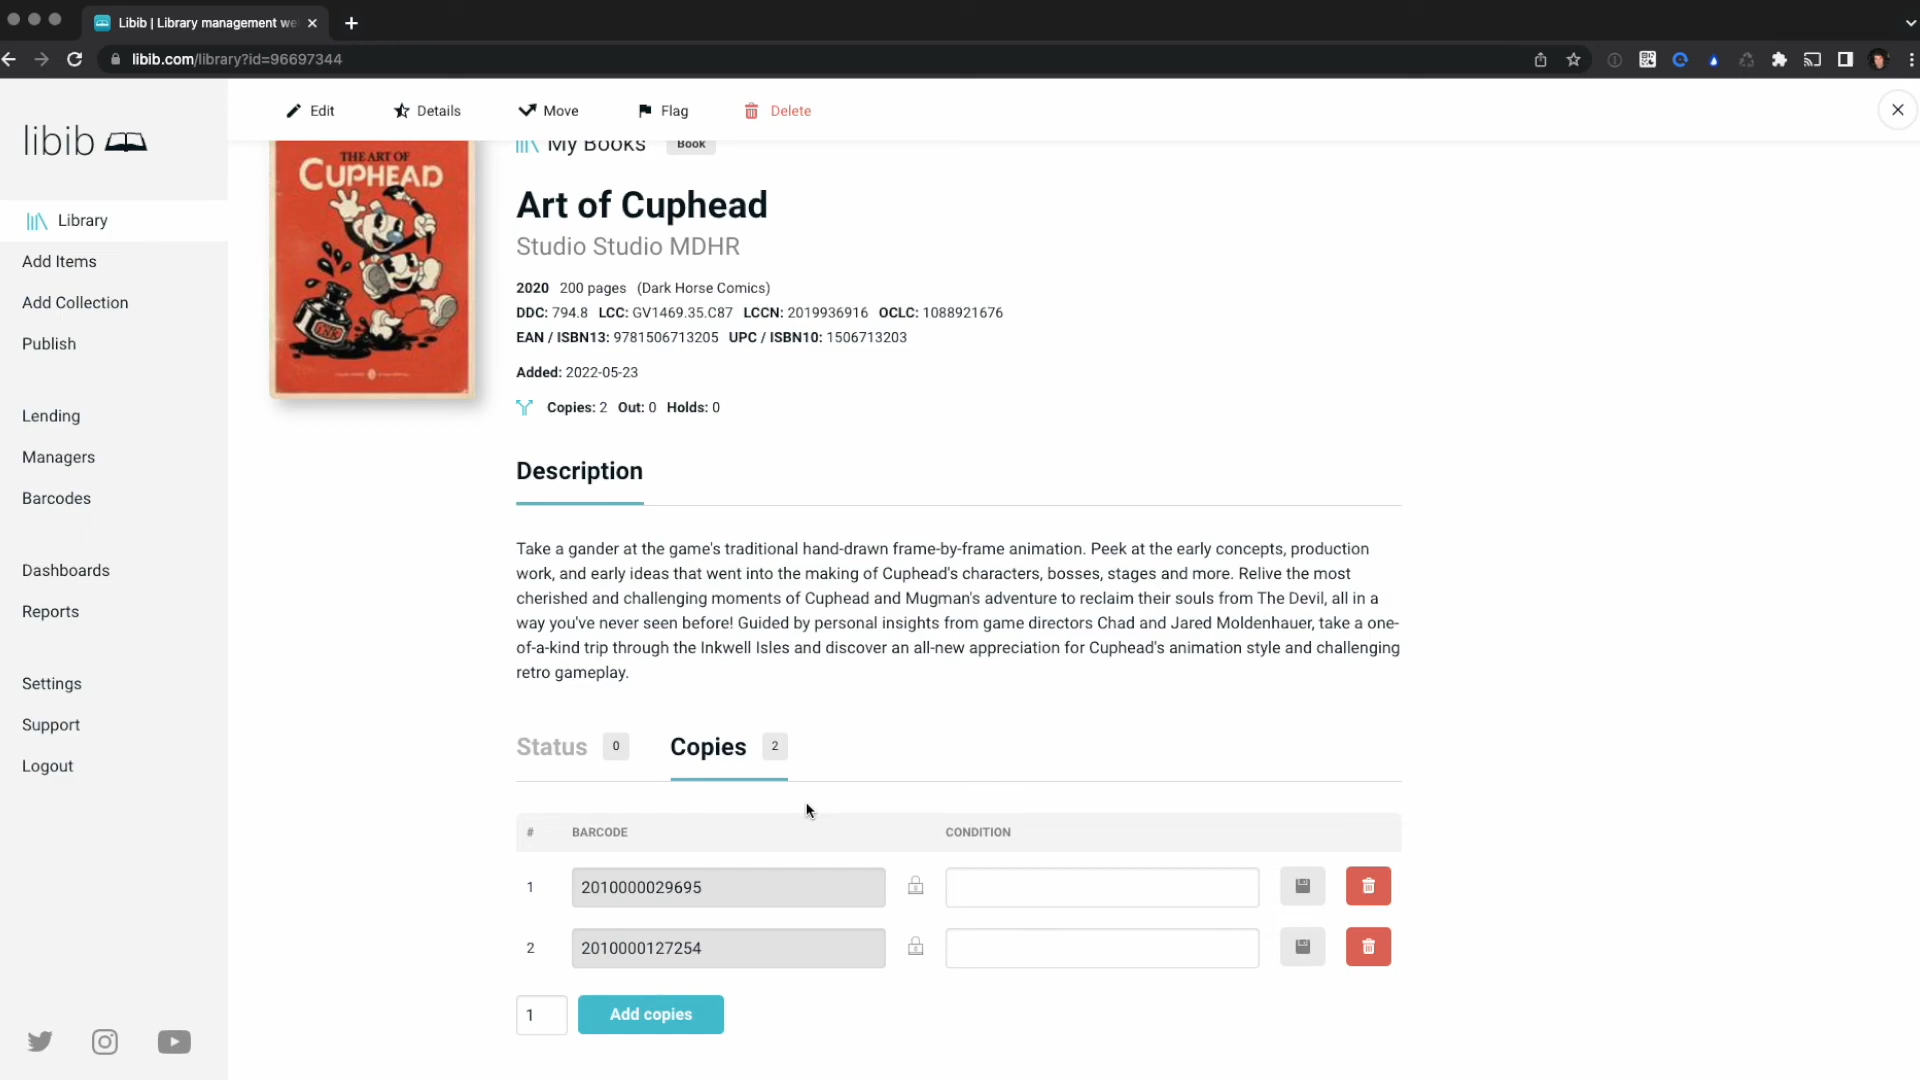 Libib | Library management we
libib.com/library?id=96697344
libib
Library
Add Items
Add Collection
Publish
Lending
Managers
Barcodes
Dashboards
Reports
Settings
Support
Logout
Edit
Details
Move
Flag
Delete
THE ART OF
CUPHEAD
INK
My Books
Book
Art of Cuphead
Studio Studio MDHR
2020 200 pages (Dark Horse Comics)
DDC: 794.8 LCC: GV1469.35.C87 LCCN: 2019936916 OCLC: 1088921676
EAN / ISBN13: 9781506713205 UPC / ISBN10: 1506713203
Added: 2022-05-23
Copies: 2 Out: 0 Holds: 0
Description
Take a gander at the game's traditional hand-drawn frame-by-frame animation. Peek at the early concepts, production
work, and early ideas that went into the making of Cuphead's characters, bosses, stages and more. Relive the most
cherished and challenging moments of Cuphead and Mugman's adventure to reclaim their souls from The Devil, all in a
way you've never seen before! Guided by personal insights from game directors Chad and Jared Moldenhauer, take a one-
of-a-kind trip through the Inkwell Isles and discover an all-new appreciation for Cuphead's animation style and challenging
retro gameplay.
Status 0 Copies 2
# BARCODE CONDITION
1 2010000029695
2 2010000127254
1 Add copies